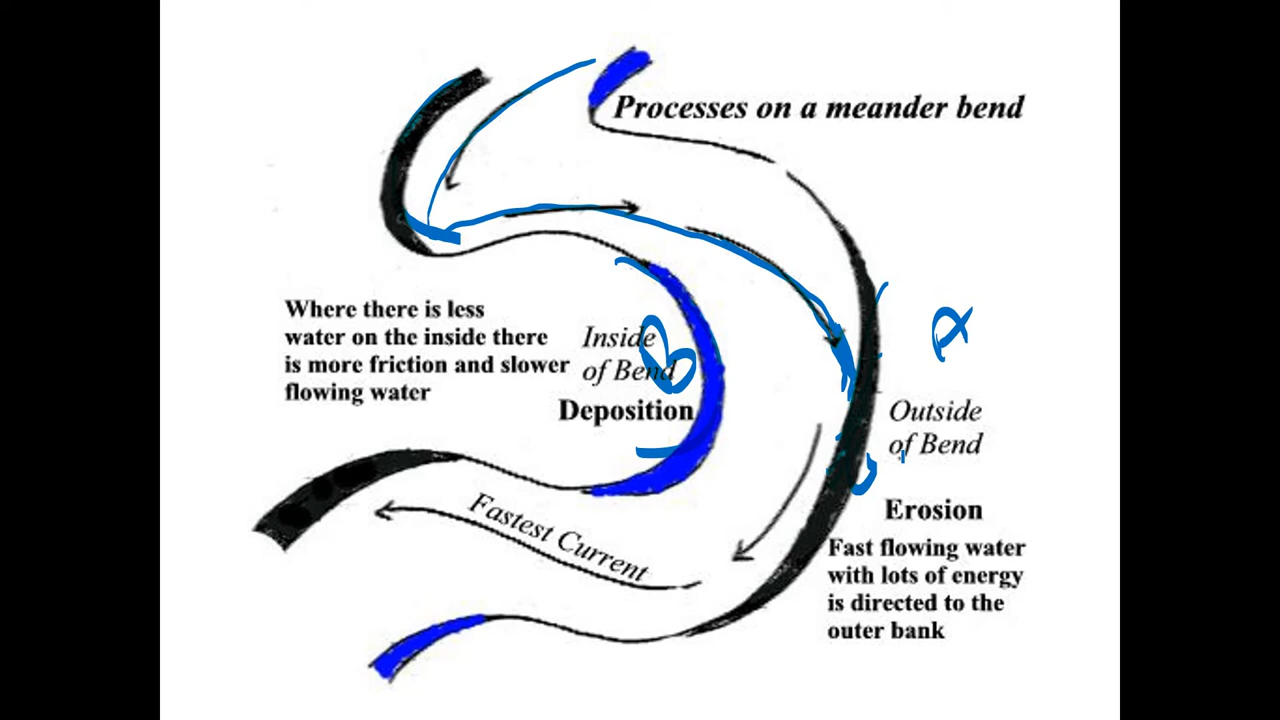 Processes on a meander bend
Where there is less
water on the inside there
is more friction and slower
flowing water
Inside
of Bend
Deposition
B
Outside
of Bend
Erosion
Fast flowing water
with lots of energy
is directed to the
outer bank
Fastest Current